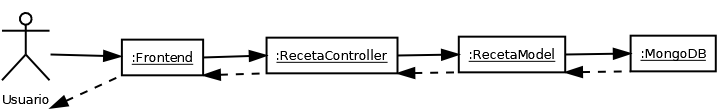 :Frontend
:RecetaController
:RecetaModel
:MongoDB
Usuario